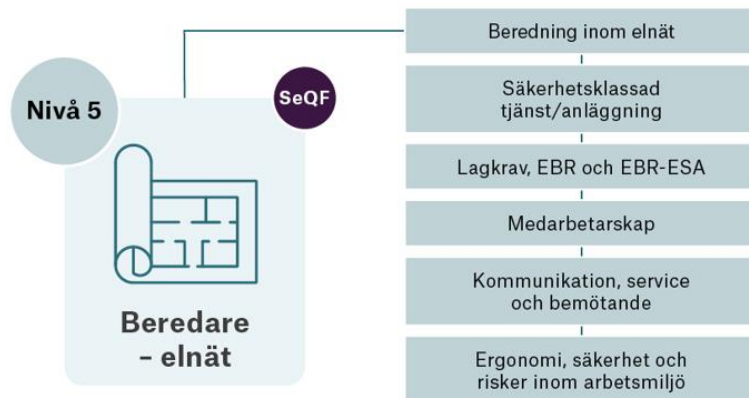 Nivå 5
SeQF
Beredare
– elnät
Beredning inom elnät
Säkerhetsklassad
tjänst/anläggning
Lagkrav, EBR och EBR-ESA
Medarbetarskap
Kommunikation, service
och bemötande
Ergonomi, säkerhet och
risker inom arbetsmiljö